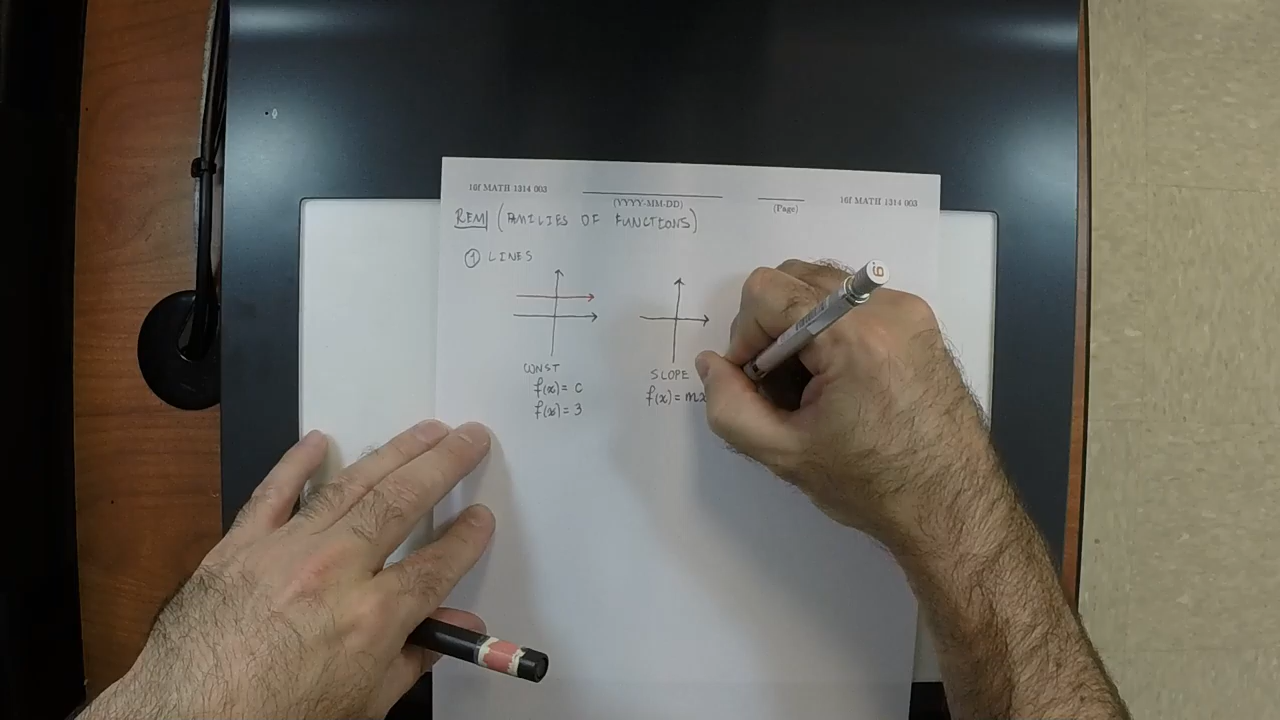 16f MATH 1314 003 (YYYY-MM-DD) (Page) 16f MATH 1314 003
REM (FAMILIES OF FUNCTIONS)
1 LINES
CONST SLOPE
f(x) = c f(x) = mx
f(x) = 3
.9